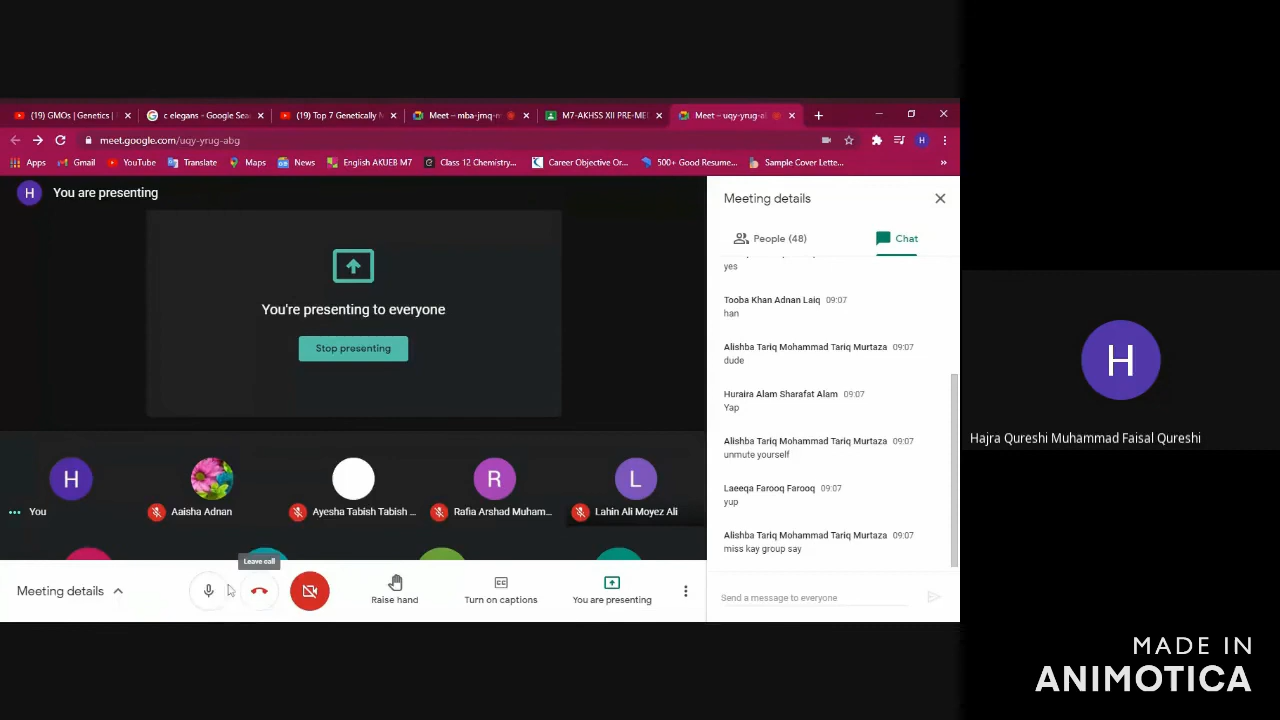 (19) GMOs | Genetics |
c elegans - Google Sea
(19) Top 7 Genetically M
Meet – mba-jmq-m
M7-AKHSS XII PRE-MED
Meet – uqy-yrug-ab
meet.google.com/uqy-yrug-abg
H
Apps
Gmail
YouTube
Translate
Maps
News
English AKUEB M7
Class 12 Chemistry...
Career Objective Or...
500+ Good Resume...
Sample Cover Lette...
»
H
You are presenting
You're presenting to everyone
Stop presenting
H
You
Aaisha Adnan
Ayesha Tabish Tabish ...
R
Rafia Arshad Muham...
L
Lahin Ali Moyez Ali
Leave call
Meeting details
Raise hand
CC
Turn on captions
You are presenting
Meeting details
People (48)
Chat
yes
Tooba Khan Adnan Laiq 09:07
han
Alishba Tariq Mohammad Tariq Murtaza 09:07
dude
Huraira Alam Sharafat Alam 09:07
Yap
Alishba Tariq Mohammad Tariq Murtaza 09:07
unmute yourself
Laeeqa Farooq Farooq 09:07
yup
Alishba Tariq Mohammad Tariq Murtaza 09:07
miss kay group say
Send a message to everyone
H
Hajra Qureshi Muhammad Faisal Qureshi
MADE IN
ANIMOTICA